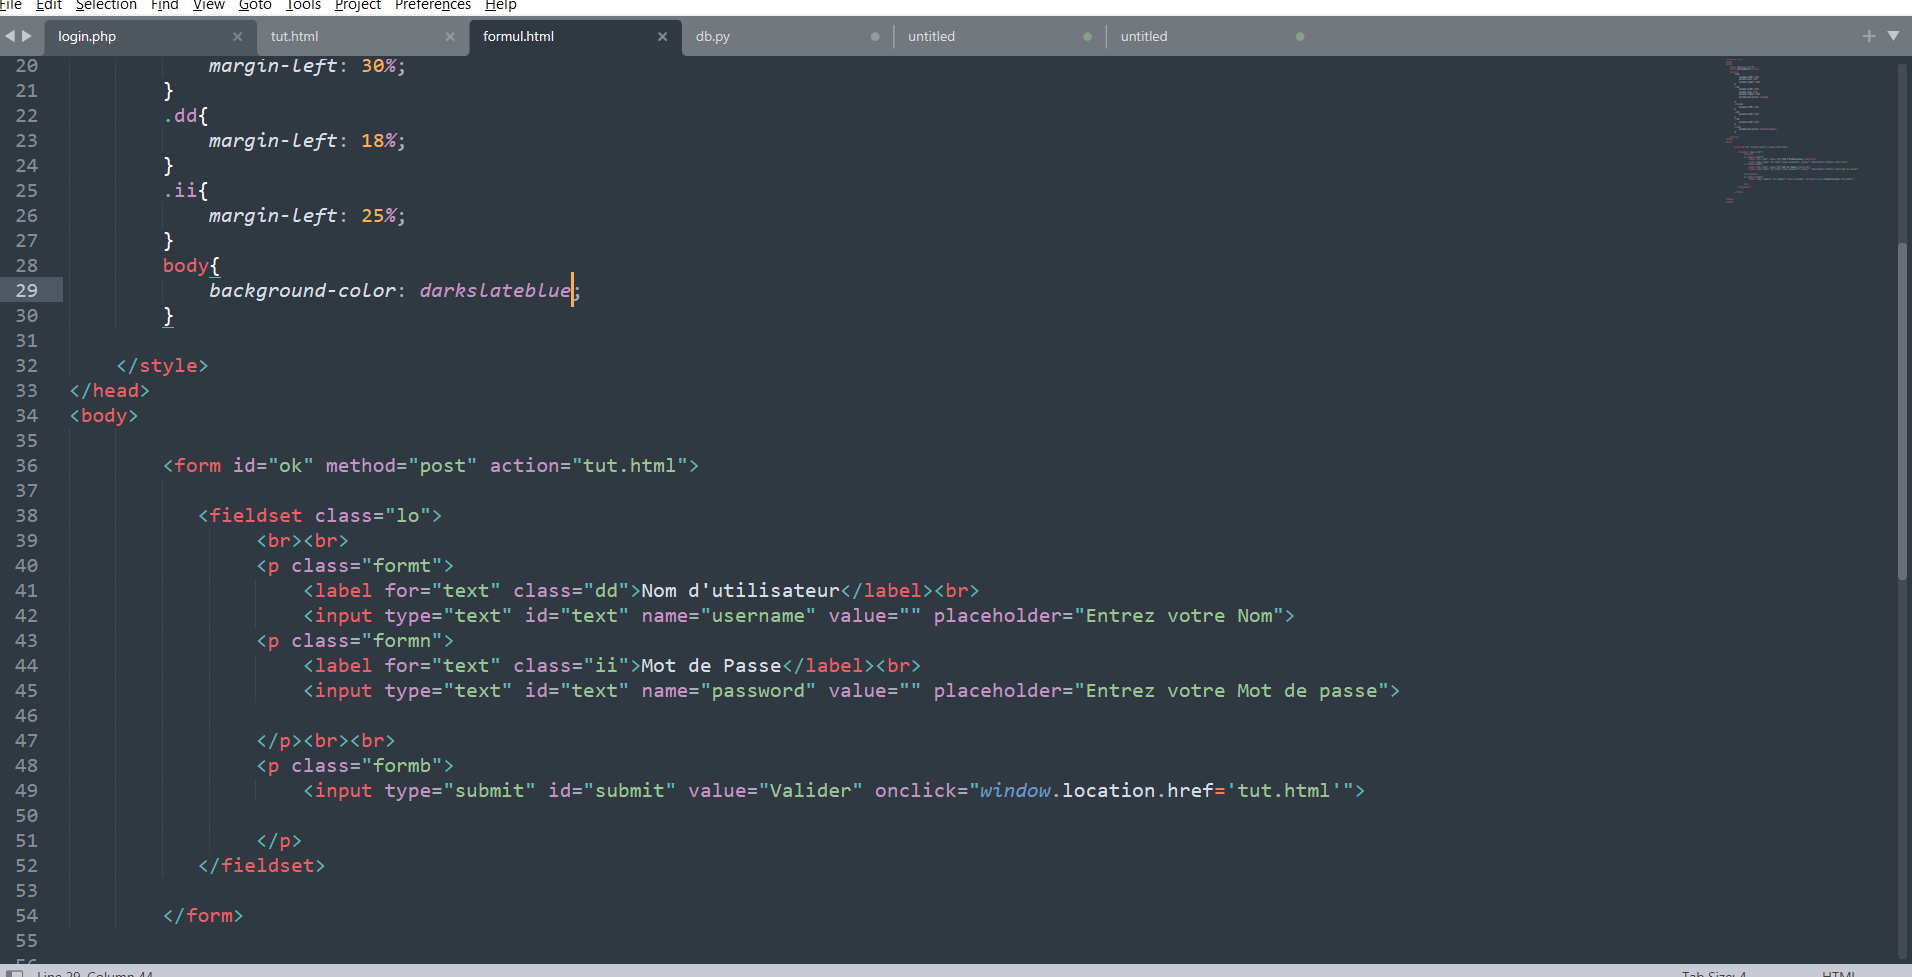 File Edit Selection Find View Goto Tools Project Preferences Help
login.php × tut.html × formul.html × db.py untitled untitled
20 margin-left: 30%;
21 }
22 .dd{
23 margin-left: 18%;
24 }
25 .ii{
26 margin-left: 25%;
27 }
28 body{
29 background-color: darkslateblue;
30 }
31
32 </style>
33 </head>
34 <body>
35
36 <form id="ok" method="post" action="tut.html">
37
38 <fieldset class="lo">
39 <br><br>
40 <p class="formt">
41 <label for="text" class="dd">Nom d'utilisateur</label><br>
42 <input type="text" id="text" name="username" value="" placeholder="Entrez votre Nom">
43 <p class="formn">
44 <label for="text" class="ii">Mot de Passe</label><br>
45 <input type="text" id="text" name="password" value="" placeholder="Entrez votre Mot de passe">
46
47 </p><br><br>
48 <p class="formb">
49 <input type="submit" id="submit" value="Valider" onclick="window.location.href='tut.html'">
50
51 </p>
52 </fieldset>
53
54 </form>
55
Line 29, Column 44 Tab Size: 4 HTML